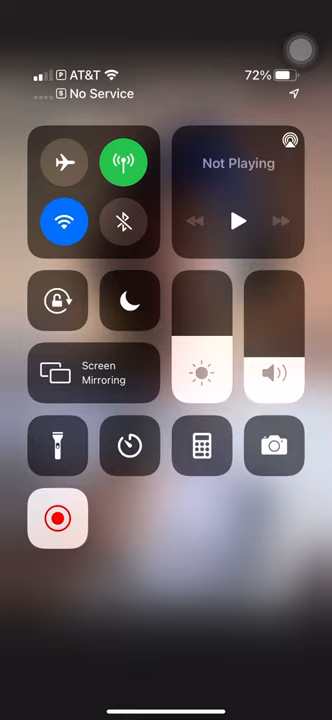 P AT&T 72%
S No Service
Not Playing
Screen
Mirroring